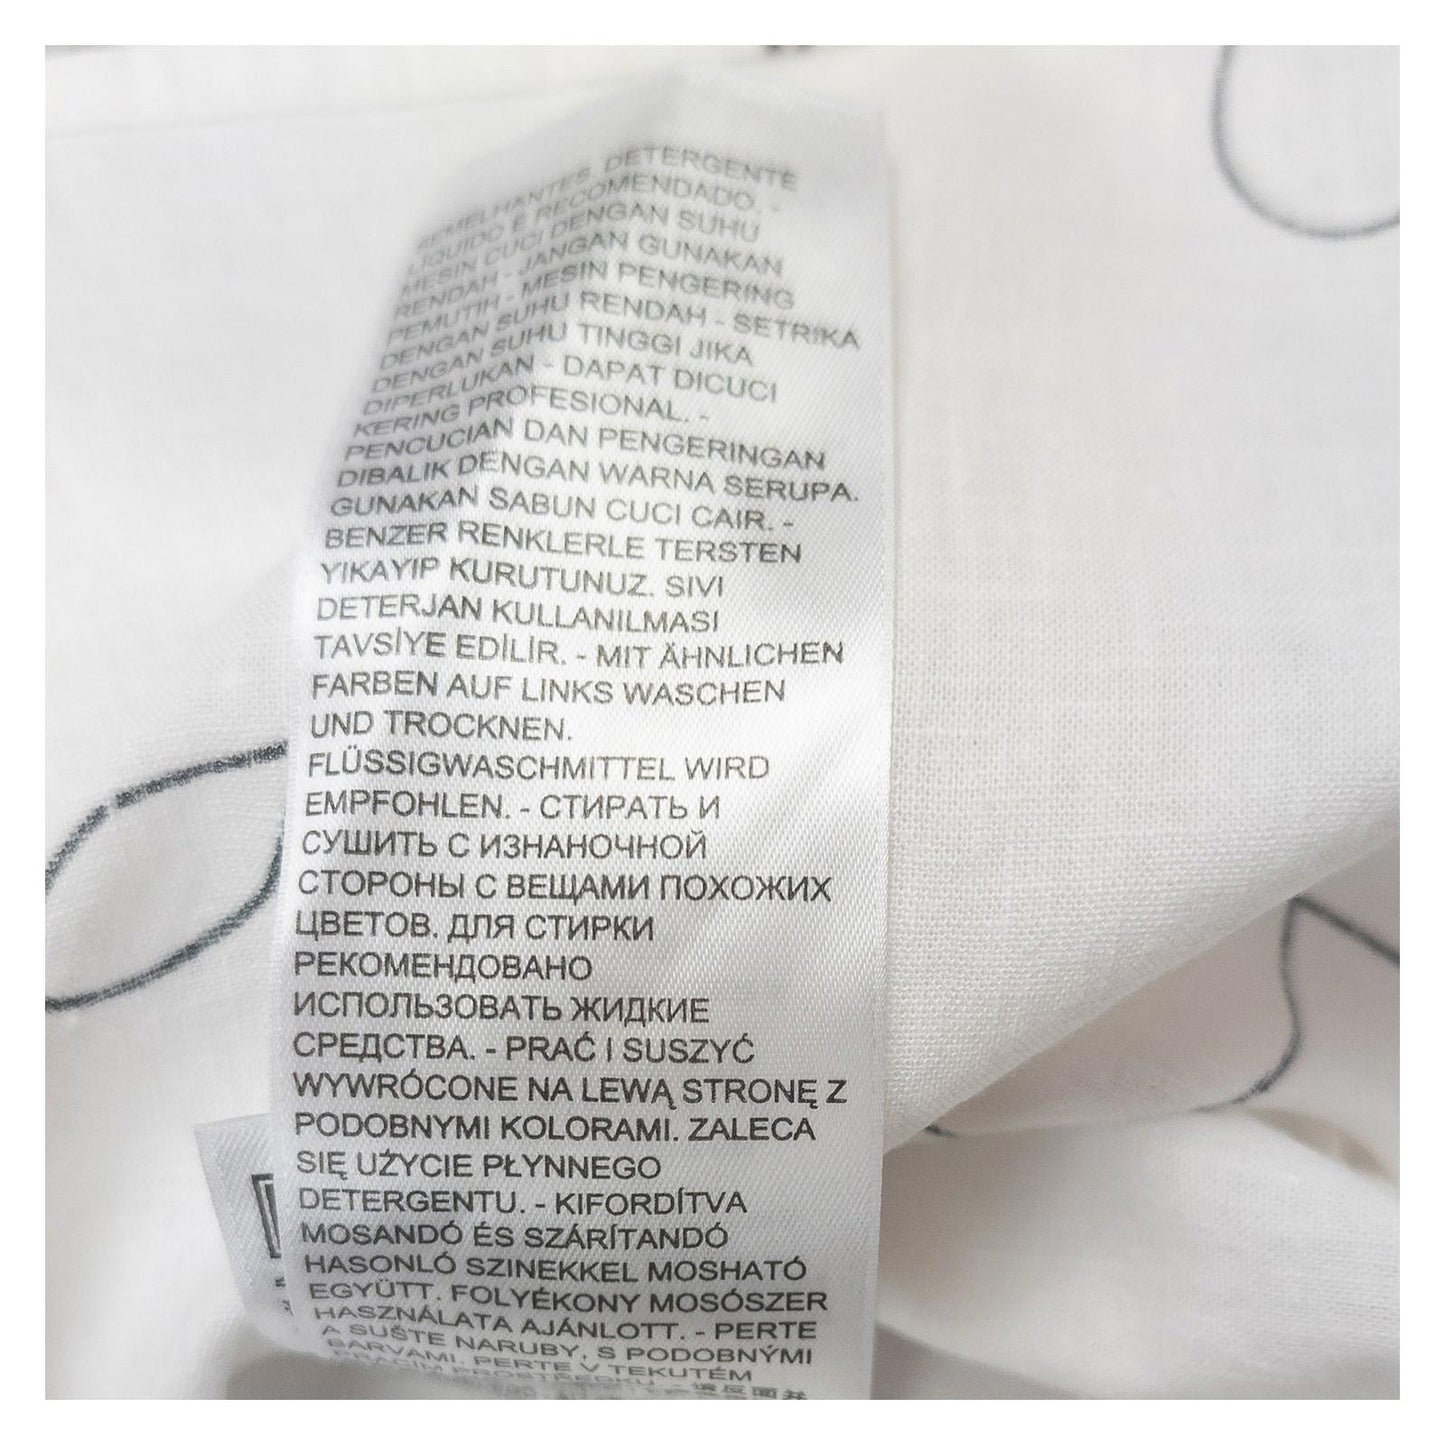 SEMELHANTES. DETERGENTE
LIQUIDO É RECOMENDADO. -
MESIN CUCI DENGAN SUHU
RENDAH - JANGAN GUNAKAN
PEMUTIH - MESIN PENGERING
DENGAN SUHU RENDAH - SETRIKA
DENGAN SUHU TINGGI JIKA
DIPERLUKAN - DAPAT DICUCI
KERING PROFESIONAL. -
PENCUCIAN DAN PENGERINGAN
DIBALIK DENGAN WARNA SERUPA.
GUNAKAN SABUN CUCI CAIR. -
BENZER RENKLERLE TERSTEN
YIKAYIP KURUTUNUZ. SIVI
DETERJAN KULLANILMASI
TAVSİYE EDİLİR. - MIT ÄHNLICHEN
FARBEN AUF LINKS WASCHEN
UND TROCKNEN.
FLÜSSIGWASCHMITTEL WIRD
EMPFOHLEN. - СТИРАТЬ И
СУШИТЬ С ИЗНАНОЧНОЙ
СТОРОНЫ С ВЕЩАМИ ПОХОЖИХ
ЦВЕТОВ. ДЛЯ СТИРКИ
РЕКОМЕНДОВАНО
ИСПОЛЬЗОВАТЬ ЖИДКИЕ
СРЕДСТВА. - PRAĆ I SUSZYĆ
WYWRÓCONE NA LEWĄ STRONĘ Z
PODOBNYMI KOLORAMI. ZALECA
SIĘ UŻYCIE PŁYNNEGO
DETERGENTU. - KIFORDÍTVA
MOSANDÓ ÉS SZÁRÍTANDÓ
HASONLÓ SZINEKKEL MOSHATÓ
EGYÜTT. FOLYÉKONY MOSÓSZER
HASZNÁLATA AJÁNLOTT. - PERTE
A SUŠTE NARUBY, S PODOBNÝMI
BARVAMI. PERTE V TEKUTÉM
PRACÍM PROSTŘEDKU. -